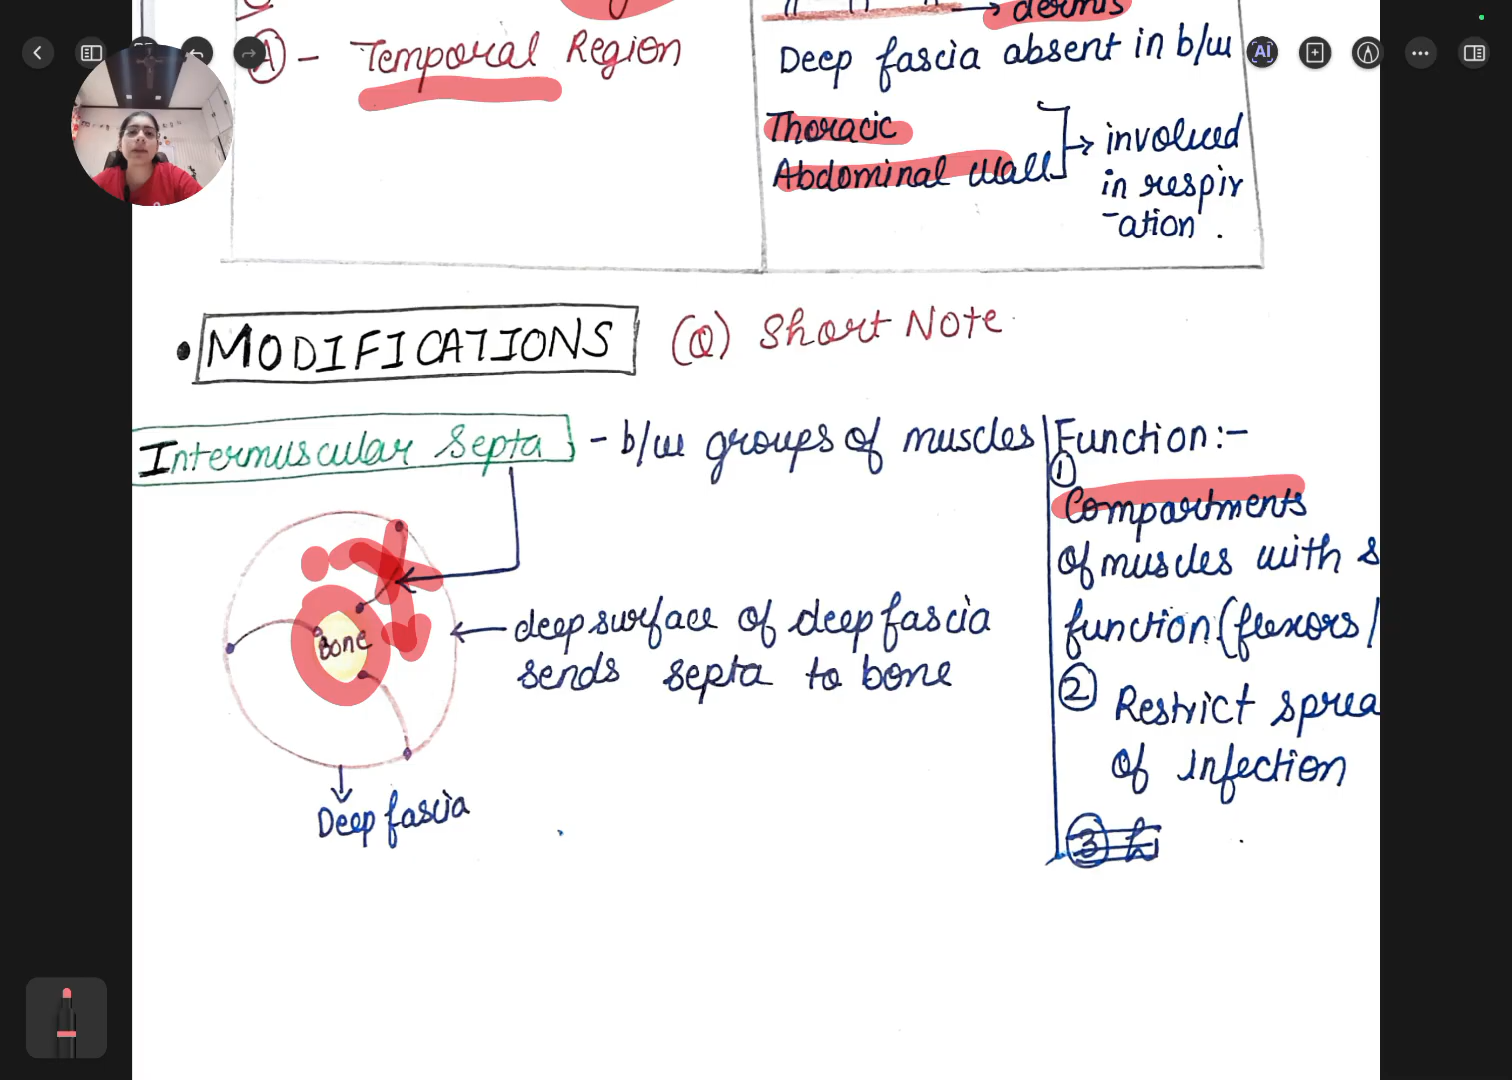 (A) - Temporal Region
→ dermis
Deep fascia absent in b/w
Thoracic
Abdominal wall
→ involved
in respir
-ation.
• MODIFICATIONS (Q) Short Note
Intermuscular Septa - b/w groups of muscles
Bone
← deep surface of deep fascia
sends septa to bone
Deep fascia
Function:-
① Compartments
of muscles with s
function (flexors /
② Restrict sprea
of infection
③
AI